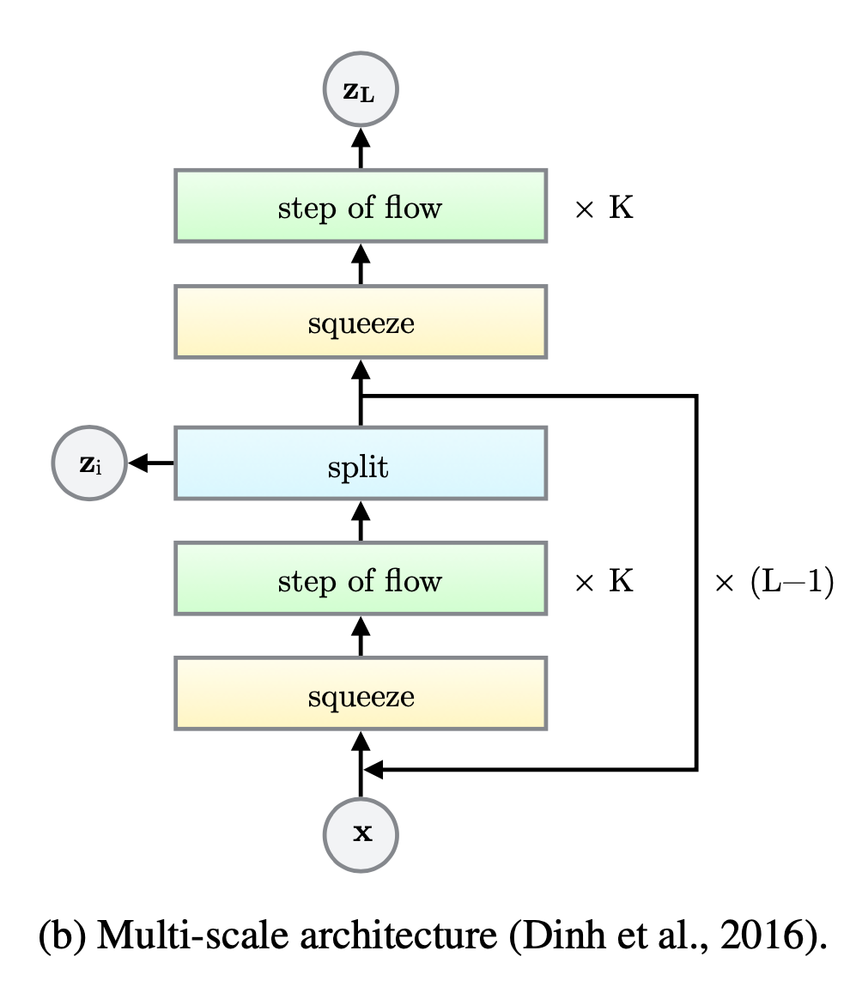 z_L
step of flow × K
squeeze
z_i split
step of flow × K × (L−1)
squeeze
x
(b) Multi-scale architecture (Dinh et al., 2016).